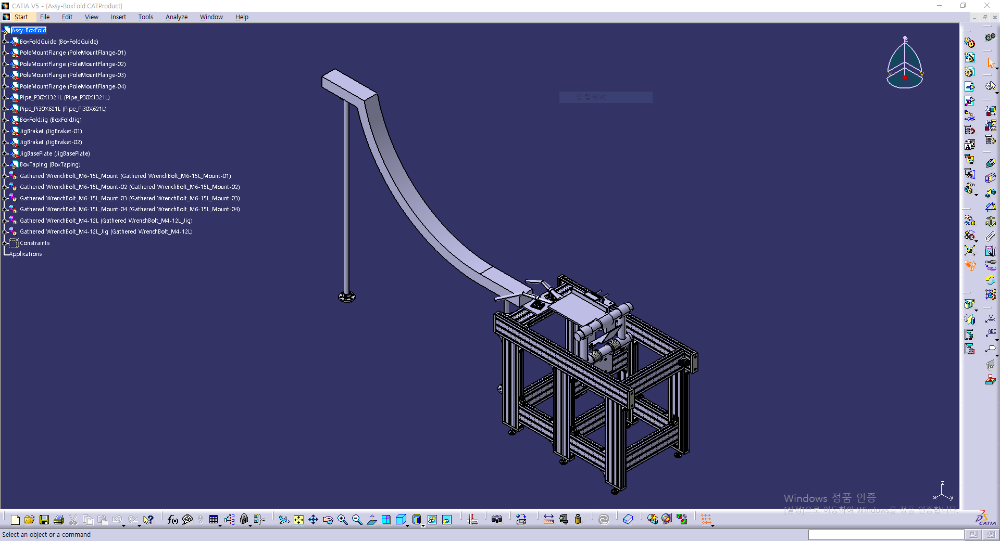 CATIA V5 - [Assy-BoxFold.CATProduct]
Start File Edit View Insert Tools Analyze Window Help
Assy-BoxFold
BoxFoldGuide (BoxFoldGuide)
PoleMountFlange (PoleMountFlange-01)
PoleMountFlange (PoleMountFlange-02)
PoleMountFlange (PoleMountFlange-03)
PoleMountFlange (PoleMountFlange-04)
Pipe_P30X1321L (Pipe_P30X1321L)
Pipe_Pi30X621L (Pipe_Pi30X621L)
BoxFoldJig (BoxFoldJig)
JigBraket (JigBraket-01)
JigBraket (JigBraket-02)
JigBasePlate (JigBasePlate)
BoxTaping (BoxTaping)
Gathered WrenchBolt_M6-15L_Mount (Gathered WrenchBolt_M6-15L_Mount-01)
Gathered WrenchBolt_M6-15L_Mount-02 (Gathered WrenchBolt_M6-15L_Mount-02)
Gathered WrenchBolt_M6-15L_Mount-03 (Gathered WrenchBolt_M6-15L_Mount-03)
Gathered WrenchBolt_M6-15L_Mount-04 (Gathered WrenchBolt_M6-15L_Mount-04)
Gathered WrenchBolt_M4-12L (Gathered WrenchBolt_M4-12L_Jig)
Gathered WrenchBolt_M4-12L_Jig (Gathered WrenchBolt_M4-12L)
Constraints
Applications
창 캡처(W)
z
y
ABC
z
x y
Windows 정품 인증
[설정]으로 이동하여 Windows를 정품 인증합니다.
f(x)
CATIA
Select an object or a command